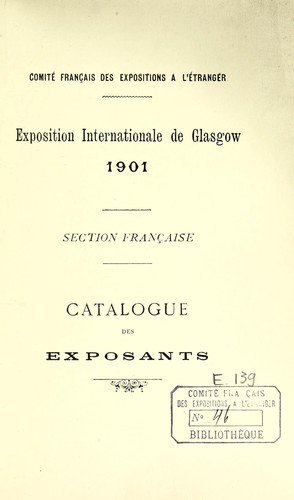 COMITÉ FRANÇAIS DES EXPOSITIONS A L'ÉTRANGER
Exposition Internationale de Glasgow
1901
SECTION FRANÇAISE
CATALOGUE
DES
EXPOSANTS
E. 139
COMITÉ FRANÇAIS
DES EXPOSITIONS A L'ÉTRANGER
No 46
BIBLIOTHÈQUE